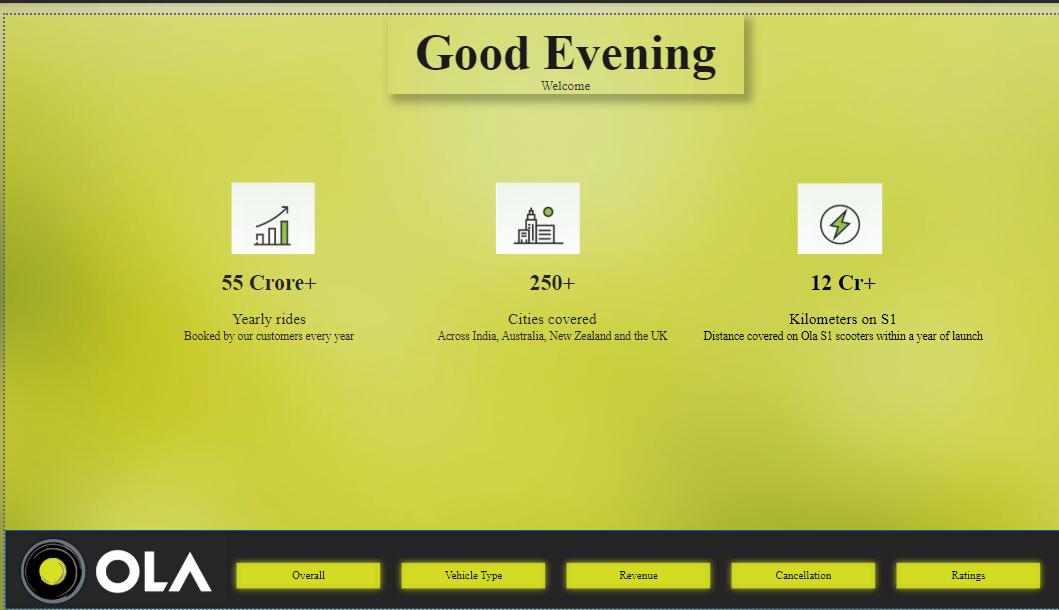 Good Evening
Welcome
55 Crore+
Yearly rides
Booked by our customers every year
250+
Cities covered
Across India, Australia, New Zealand and the UK
12 Cr+
Kilometers on S1
Distance covered on Ola S1 scooters within a year of launch
OLA
Overall
Vehicle Type
Revenue
Cancellation
Ratings